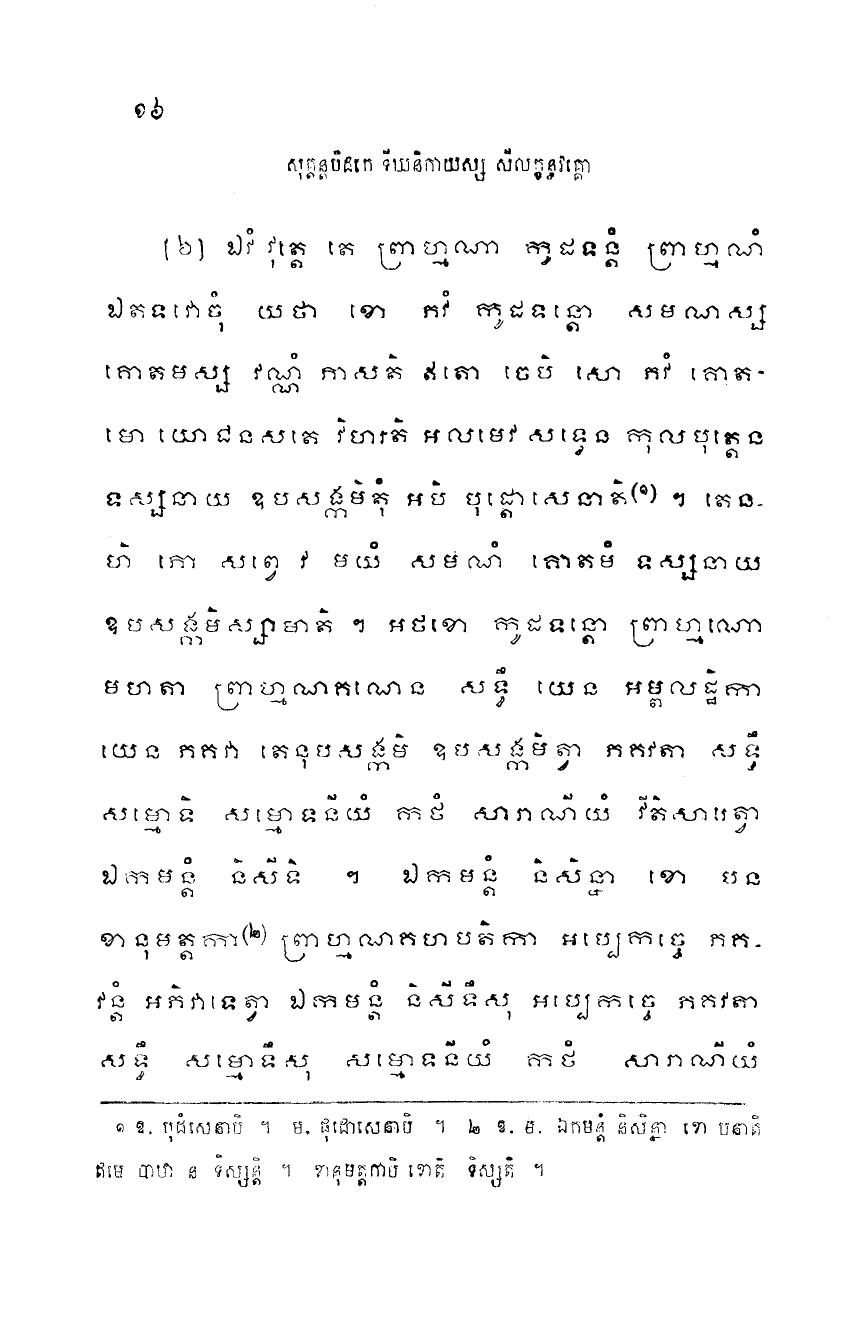 ១៦
សុត្តន្តបិដកេ ទីឃនិកាយស្ស សីលក្ខន្ធវគ្គោ
(៦) ឯវំ វុត្តេ តេ ព្រាហ្មណា កូដទន្តំ ព្រាហ្មណំ
ឯតទវោចុំ យថា ខោ ភវំ កូដទន្តោ សមណស្ស
គោតមស្ស វណ្ណំ ភាសតិ ឥតោ ចេបិ សោ ភវំ គោត-
មោ យោជនសតេ វិហរតិ អលមេវ សទ្ធេន កុលបុត្តេន
ទស្សនាយ ឧបសង្កមិតុំ អបិ បុដោសេនាតិ(១) ។ តេន-
ហិ ភោ សព្វេ វ មយំ សមណំ គោតមំ ទស្សនាយ
ឧបសង្កមិស្សាមាតិ ។ អថខោ កូដទន្តោ ព្រាហ្មណោ
មហតា ព្រាហ្មណគណេន សទ្ធឹ យេន អម្ពលដ្ឋិកា
យេន ភគវា តេនុបសង្កមិ ឧបសង្កមិត្វា ភគវតា សទ្ធឹ
សម្មោទិ សម្មោទនីយំ កថំ សារាណីយំ វីតិសារេត្វា
ឯកមន្តំ និសីទិ ។ ឯកមន្តំ និសិន្នា ខោ បន
ខានុមត្តកា(២) ព្រាហ្មណគហបតិកា អប្បេកច្ចេ ភគ-
វន្តំ អភិវាទេត្វា ឯកមន្តំ និសីទឹសុ អប្បេកច្ចេ ភគវតា
សទ្ធឹ សម្មោទឹសុ សម្មោទនីយំ កថំ សារាណីយំ
១ ឱ. បុដំសេនាបិ ។ ម. ផុដោសេនាបិ ។ ២ ឱ. ម. ឯកមន្តំ និសិន្នា ខោ បនាតិ
ឥមេ បាឋា ន ទិស្សន្តិ ។ ខានុមត្តកាបិ ខោតិ ទិស្សតិ ។